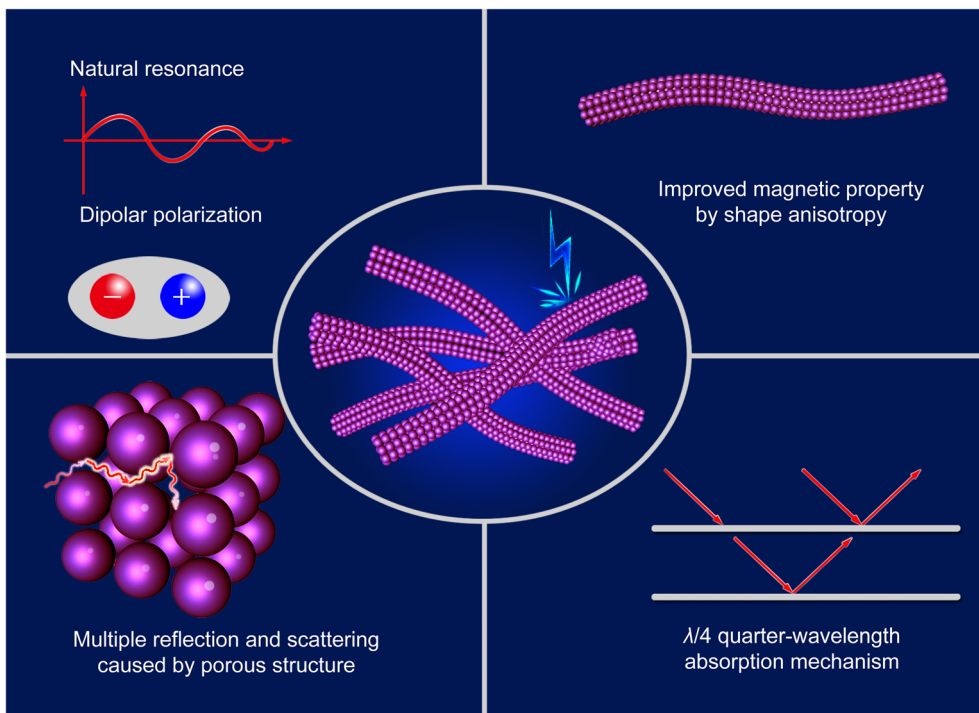 Natural resonance
Dipolar polarization
− +
Improved magnetic property
by shape anisotropy
Multiple reflection and scattering
caused by porous structure
λ/4 quarter-wavelength
absorption mechanism